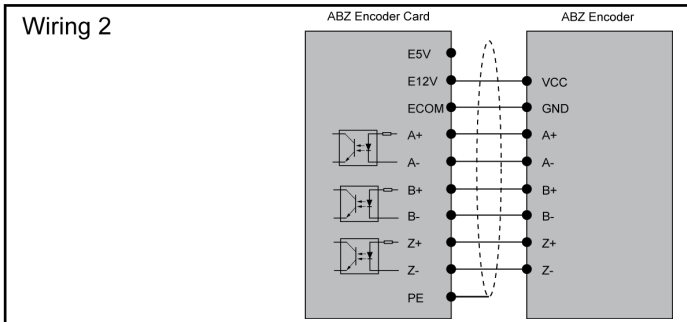 Wiring 2
ABZ Encoder Card
ABZ Encoder
E5V
E12V
VCC
ECOM
GND
A+
A+
A-
A-
B+
B+
B-
B-
Z+
Z+
Z-
Z-
PE